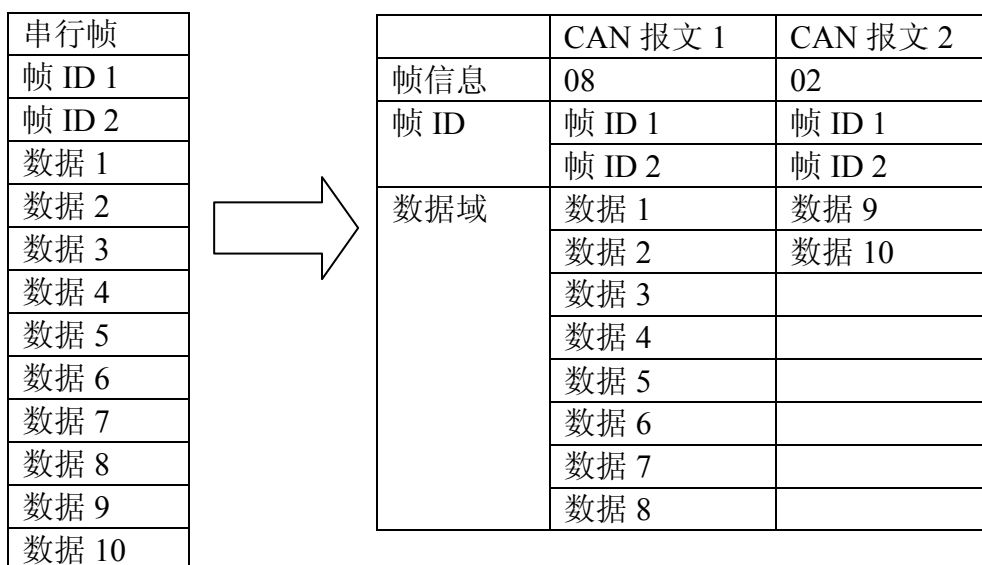 串行帧
帧 ID 1
帧 ID 2
数据 1
数据 2
数据 3
数据 4
数据 5
数据 6
数据 7
数据 8
数据 9
数据 10
CAN 报文 1 CAN 报文 2
帧信息 08 02
帧 ID 帧 ID 1 帧 ID 1
帧 ID 2 帧 ID 2
数据域 数据 1 数据 9
数据 2 数据 10
数据 3
数据 4
数据 5
数据 6
数据 7
数据 8